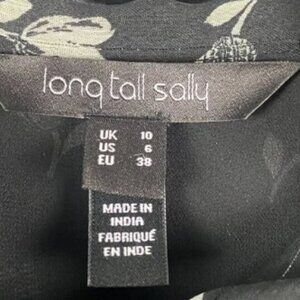 long tall sally
UK 10
US 6
EU 38
MADE IN
INDIA
FABRIQUÉ
EN INDE